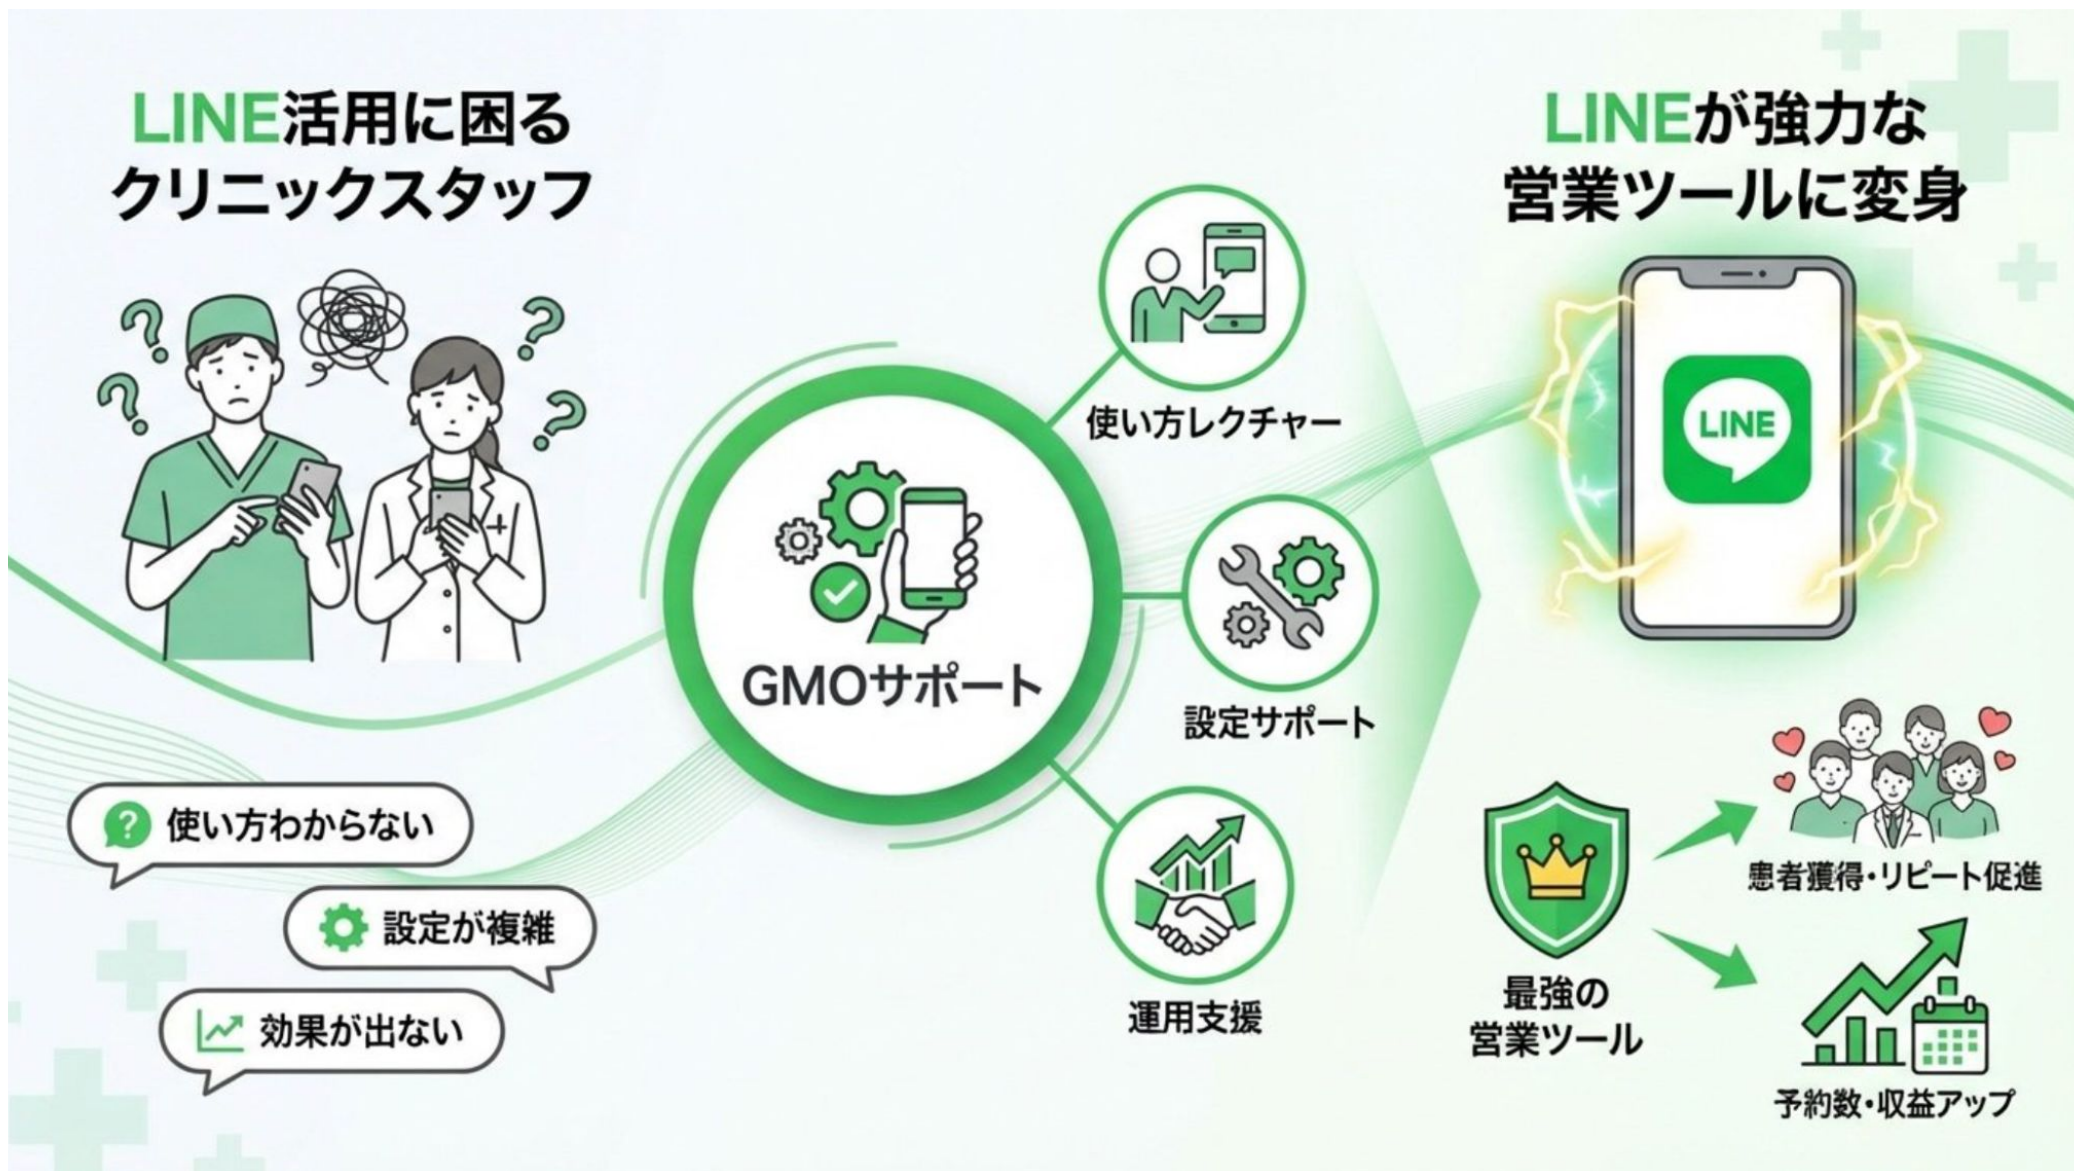 LINE活用に困る
クリニックスタッフ
使い方わからない
設定が複雑
効果が出ない
GMOサポート
使い方レクチャー
設定サポート
運用支援
LINEが強力な
営業ツールに変身
LINE
最強の
営業ツール
患者獲得・リピート促進
予約数・収益アップ